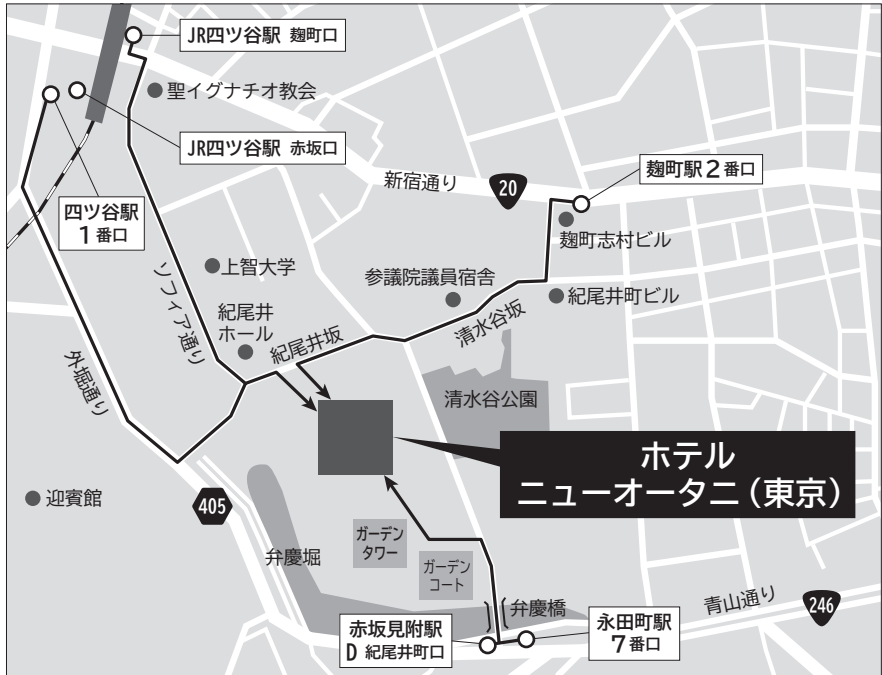 JR四ツ谷駅 麹町口
聖イグナチオ教会
JR四ツ谷駅 赤坂口
四ツ谷駅
1番口
新宿通り
20
麹町駅2番口
麹町志村ビル
上智大学
ソフィア通り
紀尾井
ホール
参議院議員宿舎
紀尾井町ビル
清水谷坂
紀尾井坂
外堀通り
清水谷公園
ホテル
ニューオータニ(東京)
迎賓館
405
弁慶堀
ガーデン
タワー
ガーデン
コート
弁慶橋
青山通り
246
赤坂見附駅
D 紀尾井町口
永田町駅
7番口